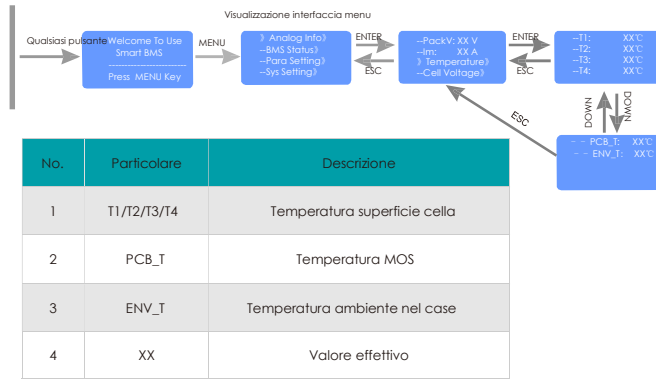 Visualizzazione interfaccia menu
Qualsiasi pulsante
Welcome To Use
Smart BMS
----------------------
Press MENU Key
MENU
》Analog Info》
--BMS Status》
--Para Setting》
--Sys Setting》
ENTER
ESC
--PackV: XX V
--Im: XX A
》Temperature》
--Cell Voltage》
ENTER
ESC
--T1: XX℃
--T2: XX℃
--T3: XX℃
--T4: XX℃
DOWN
DOWN
ESC
－－PCB_T: XX℃
－－ENV_T: XX℃
No. Particolare Descrizione
1 T1/T2/T3/T4 Temperatura superficie cella
2 PCB_T Temperatura MOS
3 ENV_T Temperatura ambiente nel case
4 XX Valore effettivo